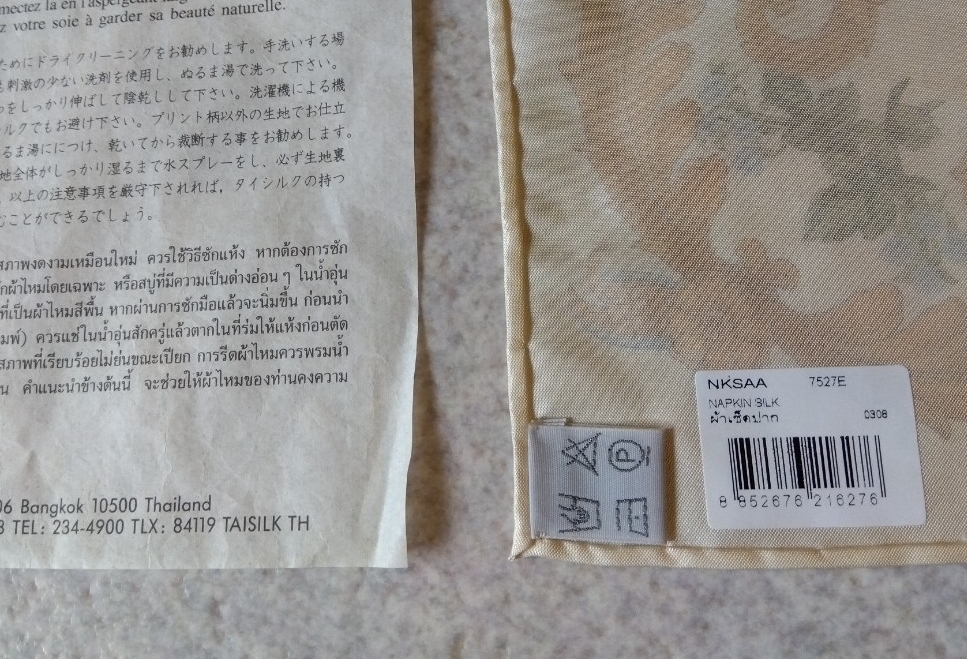 mectez la en l'aspergeant
z votre soie à garder sa beauté naturelle.
ためにドライクリーニングをお勧めします。手洗いする場
刺激の少ない洗剤を使用し、ぬるま湯で洗って下さい。
をしっかり伸ばして陰乾しして下さい。洗濯機による機
ルクでもお避け下さい。プリント柄以外の生地でお仕立
るま湯ににつけ、乾いてから裁断する事をお勧めします。
地全体がしっかり湿るまで水スプレーをし、必ず生地裏
以上の注意事項を厳守下されれば，タイシルクの持つ
むことができるでしょう。
สภาพงดงามเหมือนใหม่ ควรใช้วิธีซักแห้ง หากต้องการซัก
ักผ้าไหมโดยเฉพาะ หรือสบู่ที่มีความเป็นด่างอ่อน ๆ ในน้ำอุ่น
ที่เป็นผ้าไหมสีพื้น หากผ่านการซักมือแล้วจะนิ่มขึ้น ก่อนนำ
มพ์) ควรแช่ในน้ำอุ่นสักครู่แล้วตากในที่ร่มให้แห้งก่อนตัด
สภาพที่เรียบร้อยไม่ย่นขณะเปียก การรีดผ้าไหมควรพรมน้ำ
น คำแนะนำข้างต้นนี้ จะช่วยให้ผ้าไหมของท่านคงความ
06 Bangkok 10500 Thailand
3 TEL: 234-4900 TLX: 84119 TAISILK TH
NKSAA 7527E
NAPKIN SILK
ผ้าเช็ดปาก 0308
8 852676 216276
P